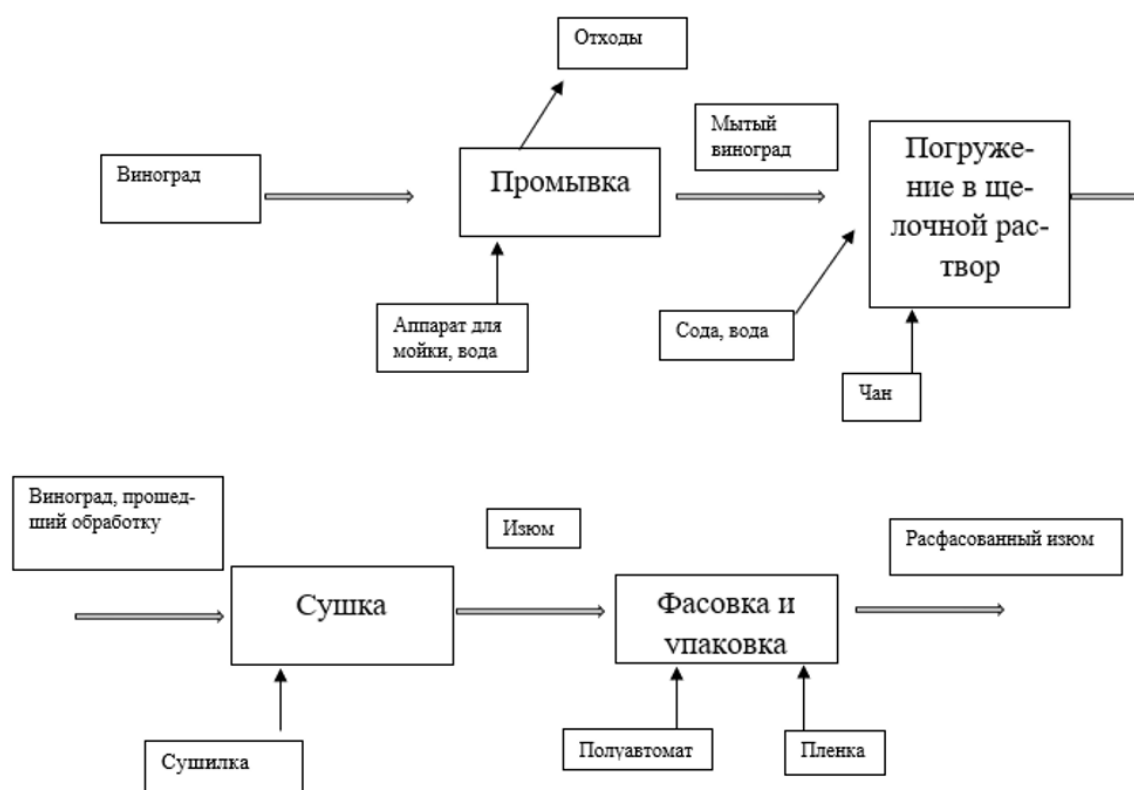 Отходы
Виноград
Промывка
Мытый
виноград
Погруже-
ние в ще-
лочной рас-
твор
Аппарат для
мойки, вода
Сода, вода
Чан
Виноград, прошед-
ший обработку
Сушка
Изюм
Фасовка и
упаковка
Расфасованный изюм
Сушилка
Полуавтомат
Пленка